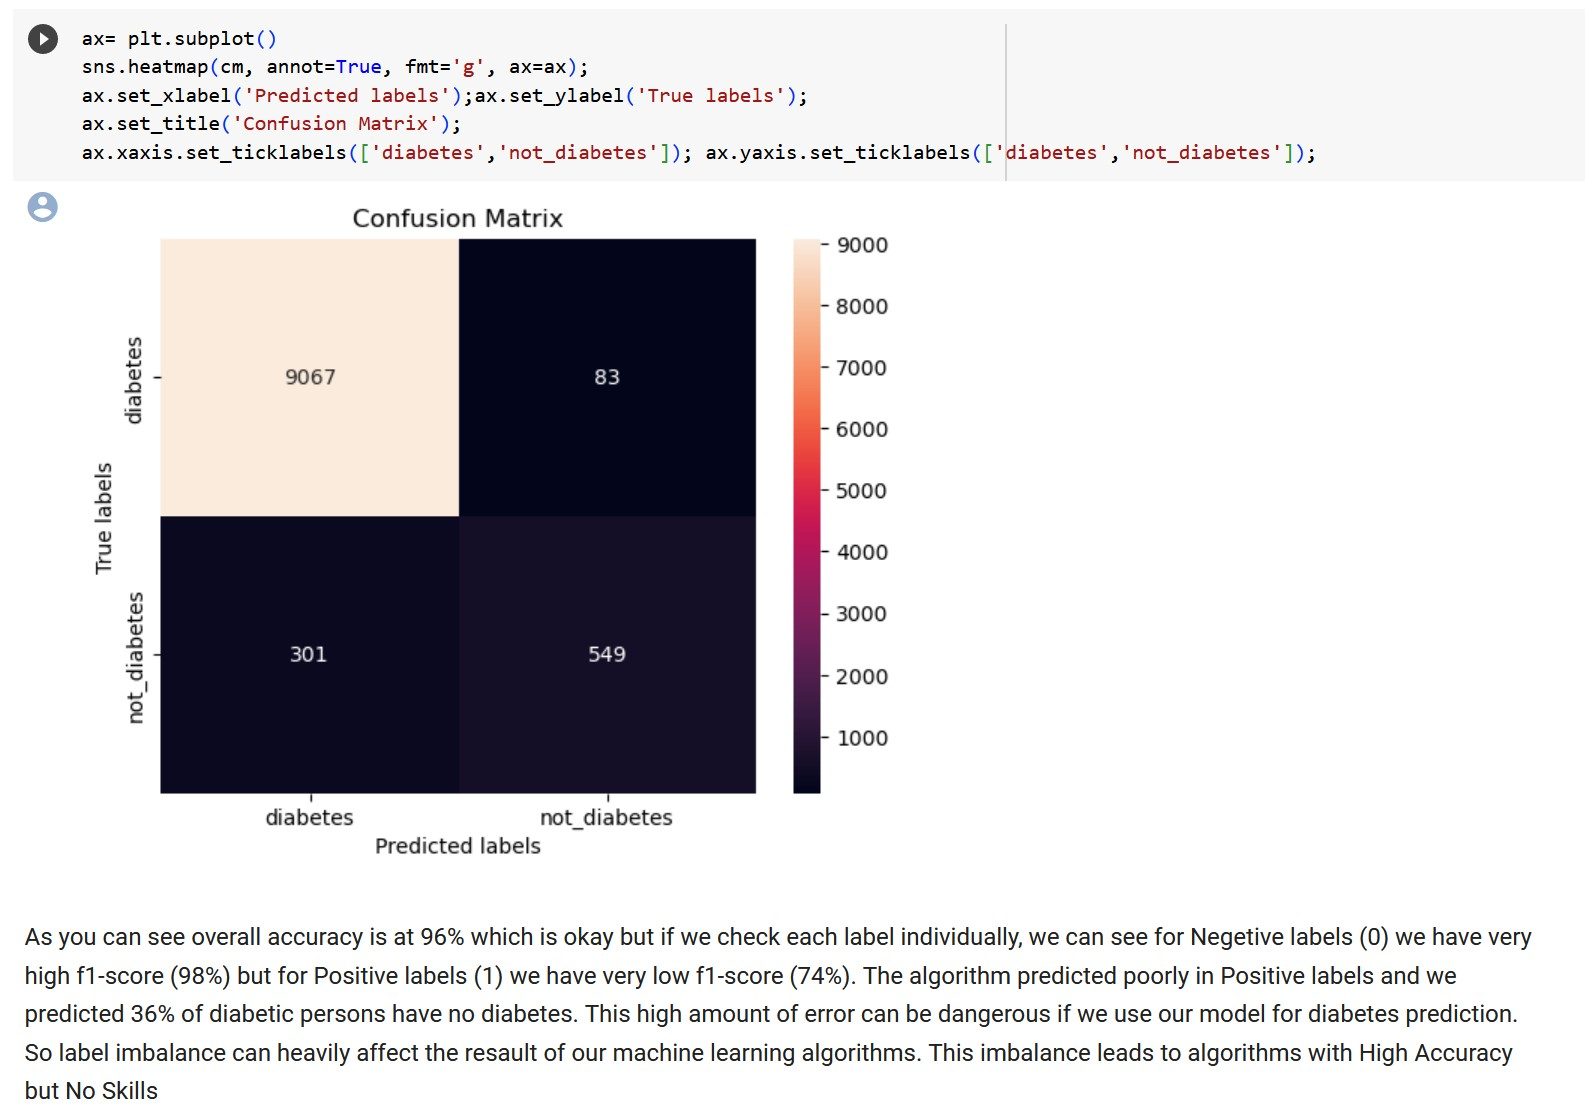 ax= plt.subplot()
sns.heatmap(cm, annot=True, fmt='g', ax=ax);
ax.set_xlabel('Predicted labels');ax.set_ylabel('True labels');
ax.set_title('Confusion Matrix');
ax.xaxis.set_ticklabels(['diabetes','not_diabetes']); ax.yaxis.set_ticklabels(['diabetes','not_diabetes']);
Confusion Matrix
True labels
diabetes
not_diabetes
9067
83
301
549
diabetes
not_diabetes
Predicted labels
9000
8000
7000
6000
5000
4000
3000
2000
1000
As you can see overall accuracy is at 96% which is okay but if we check each label individually, we can see for Negetive labels (0) we have very
high f1-score (98%) but for Positive labels (1) we have very low f1-score (74%). The algorithm predicted poorly in Positive labels and we
predicted 36% of diabetic persons have no diabetes. This high amount of error can be dangerous if we use our model for diabetes prediction.
So label imbalance can heavily affect the resault of our machine learning algorithms. This imbalance leads to algorithms with High Accuracy
but No Skills